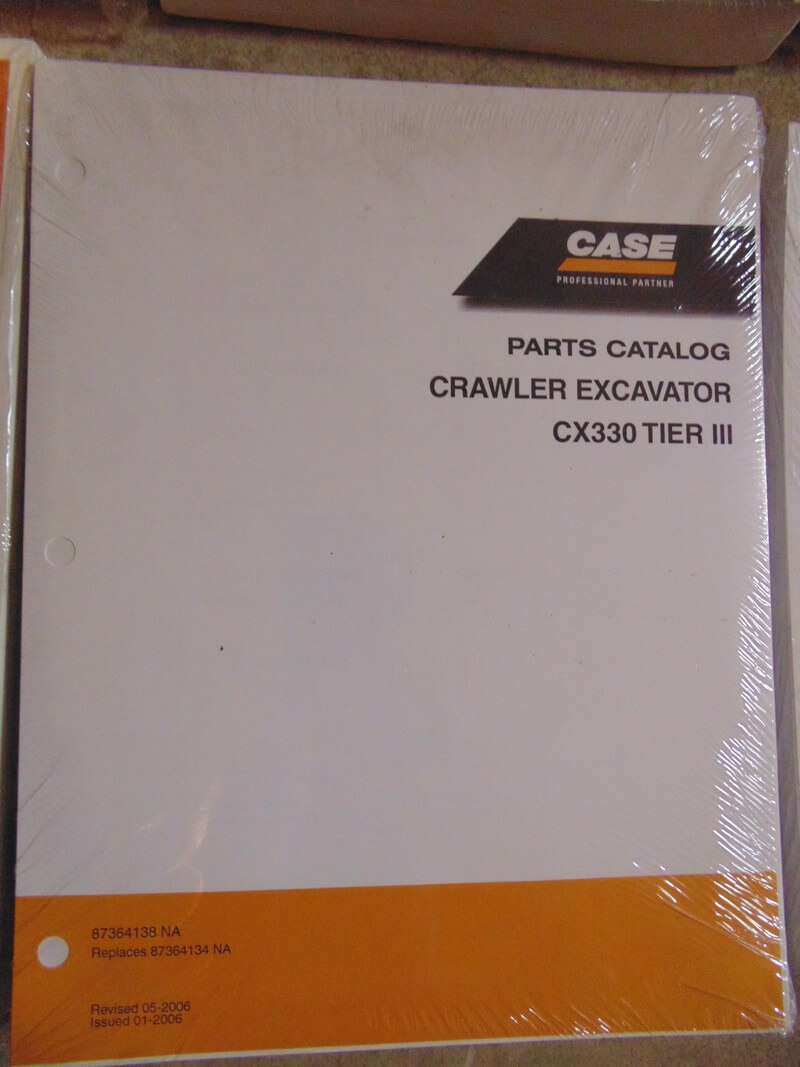 CASE
PROFESSIONAL PARTNER
PARTS CATALOG
CRAWLER EXCAVATOR
CX330 TIER III
87364138 NA
Replaces 87364134 NA
Revised 05-2006
Issued 01-2006